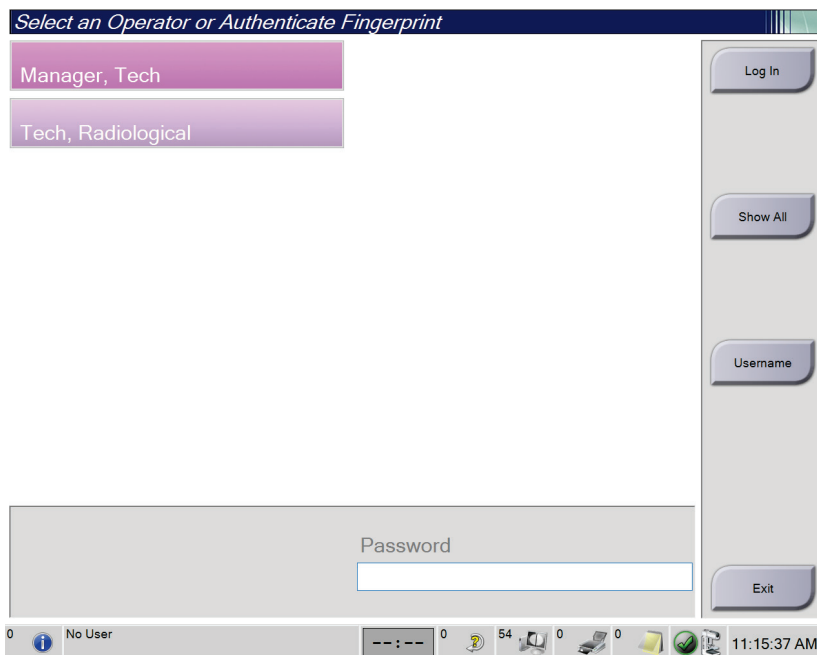 Select an Operator or Authenticate Fingerprint
Manager, Tech
Log In
Tech, Radiological
Show All
Username
Password
Exit
0 No User --:-- 0 54 0 0 11:15:37 AM